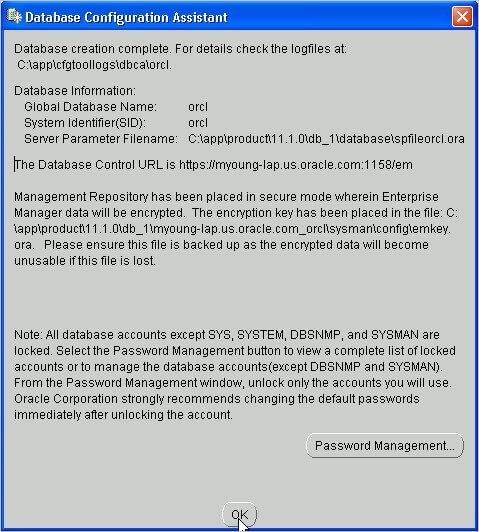 Database Configuration Assistant
Database creation complete. For details check the logfiles at:
C:\app\cfgtoollogs\dbca\orcl.
Database Information:
Global Database Name: orcl
System Identifier(SID): orcl
Server Parameter Filename: C:\app\product\11.1.0\db_1\database\spfileorcl.ora
The Database Control URL is https://myoung-lap.us.oracle.com:1158/em
Management Repository has been placed in secure mode wherein Enterprise
Manager data will be encrypted. The encryption key has been placed in the file: C:
\app\product\11.1.0\db_1\myoung-lap.us.oracle.com_orcl\sysman\config\emkey.
ora. Please ensure this file is backed up as the encrypted data will become
unusable if this file is lost.
Note: All database accounts except SYS, SYSTEM, DBSNMP, and SYSMAN are
locked. Select the Password Management button to view a complete list of locked
accounts or to manage the database accounts(except DBSNMP and SYSMAN).
From the Password Management window, unlock only the accounts you will use.
Oracle Corporation strongly recommends changing the default passwords
immediately after unlocking the account.
Password Management...
OK